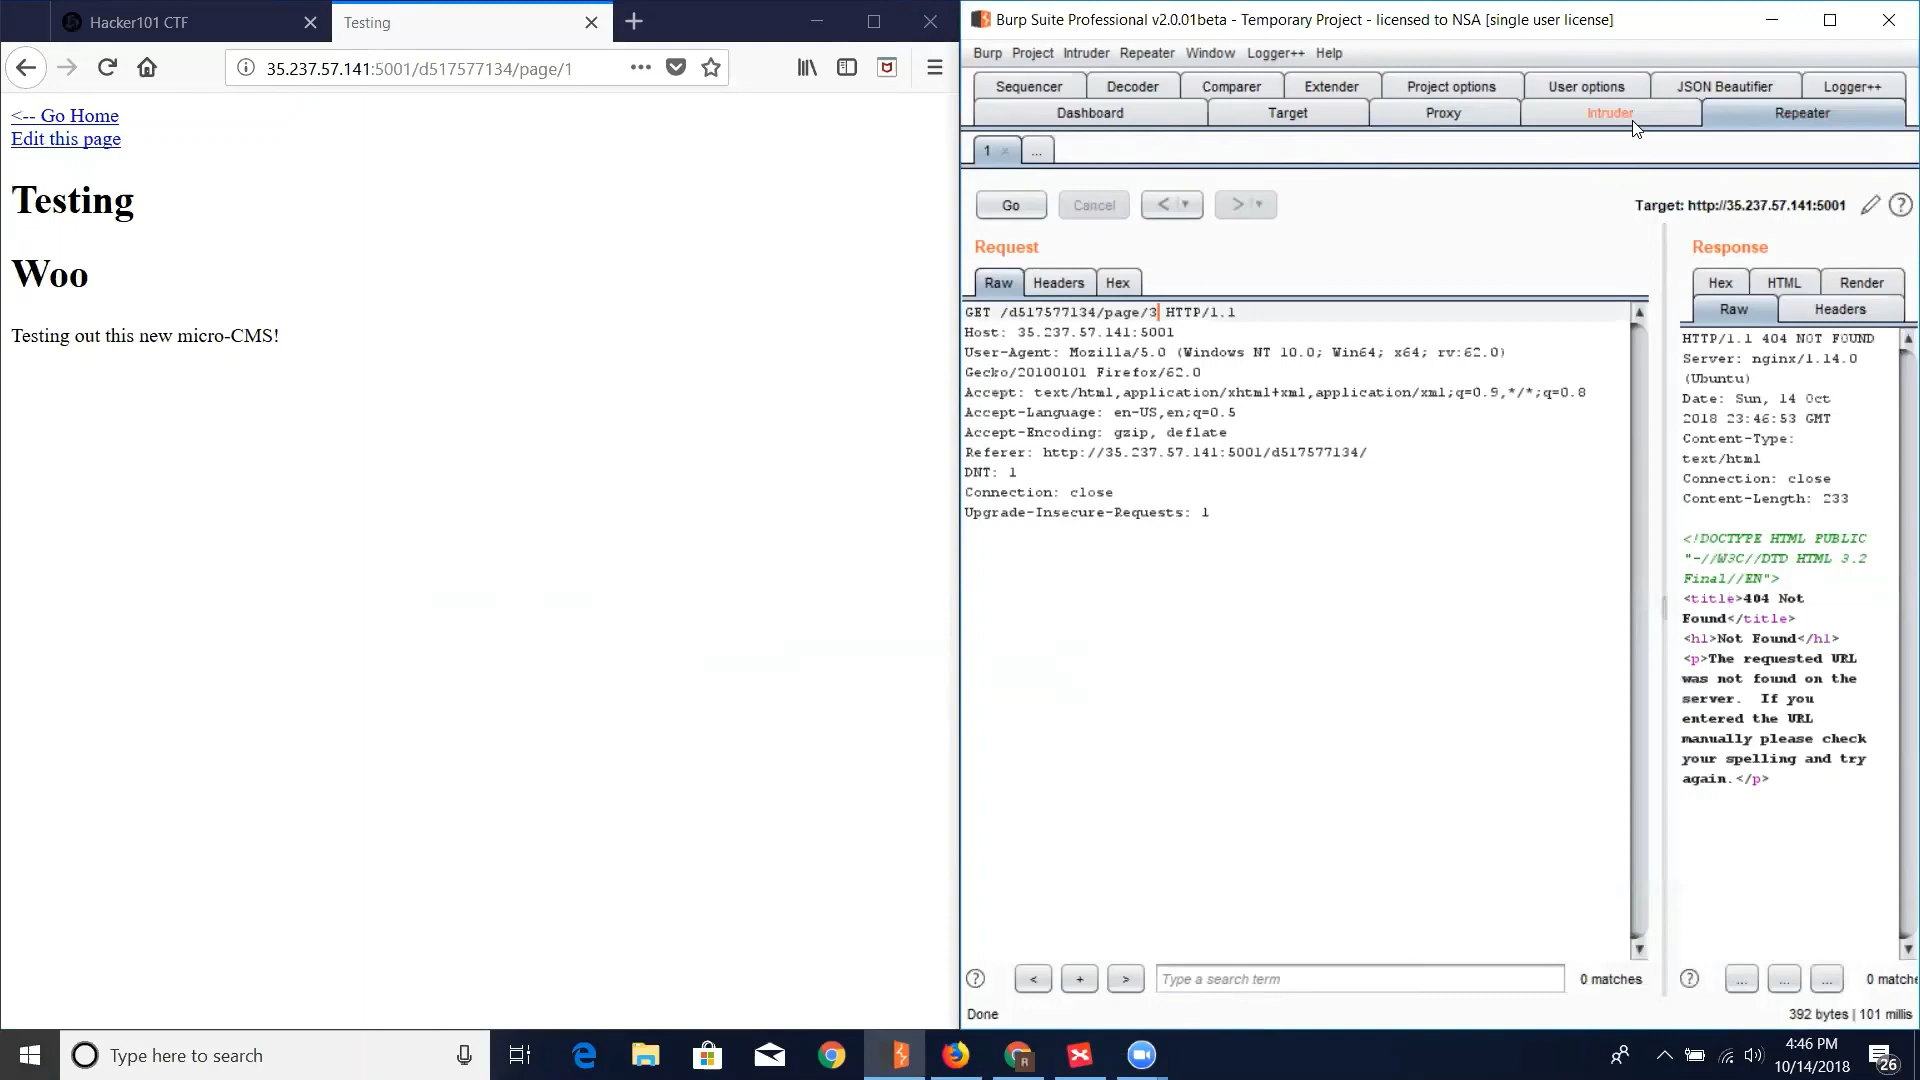 Hacker101 CTF
Testing
35.237.57.141:5001/d517577134/page/1
<-- Go Home
Edit this page
Testing
Woo
Testing out this new micro-CMS!
Burp Suite Professional v2.0.01beta - Temporary Project - licensed to NSA [single user license]
Burp Project Intruder Repeater Window Logger++ Help
Sequencer Decoder Comparer Extender Project options User options JSON Beautifier Logger++
Dashboard Target Proxy Intruder Repeater
1 ...
Go Cancel < >
Target: http://35.237.57.141:5001
Request
Raw Headers Hex
GET /d517577134/page/3 HTTP/1.1
Host: 35.237.57.141:5001
User-Agent: Mozilla/5.0 (Windows NT 10.0; Win64; x64; rv:62.0)
Gecko/20100101 Firefox/62.0
Accept: text/html,application/xhtml+xml,application/xml;q=0.9,*/*;q=0.8
Accept-Language: en-US,en;q=0.5
Accept-Encoding: gzip, deflate
Referer: http://35.237.57.141:5001/d517577134/
DNT: 1
Connection: close
Upgrade-Insecure-Requests: 1
< + > Type a search term 0 matches
Response
Hex HTML Render
Raw Headers
HTTP/1.1 404 NOT FOUND
Server: nginx/1.14.0
(Ubuntu)
Date: Sun, 14 Oct
2018 23:46:53 GMT
Content-Type:
text/html
Connection: close
Content-Length: 233
<!DOCTYPE HTML PUBLIC
"-//W3C//DTD HTML 3.2
Final//EN">
<title>404 Not
Found</title>
<h1>Not Found</h1>
<p>The requested URL
was not found on the
server.  If you
entered the URL
manually please check
your spelling and try
again.</p>
... ... ... 0 matche
Done
392 bytes | 101 millis
Type here to search
4:46 PM
10/14/2018
26